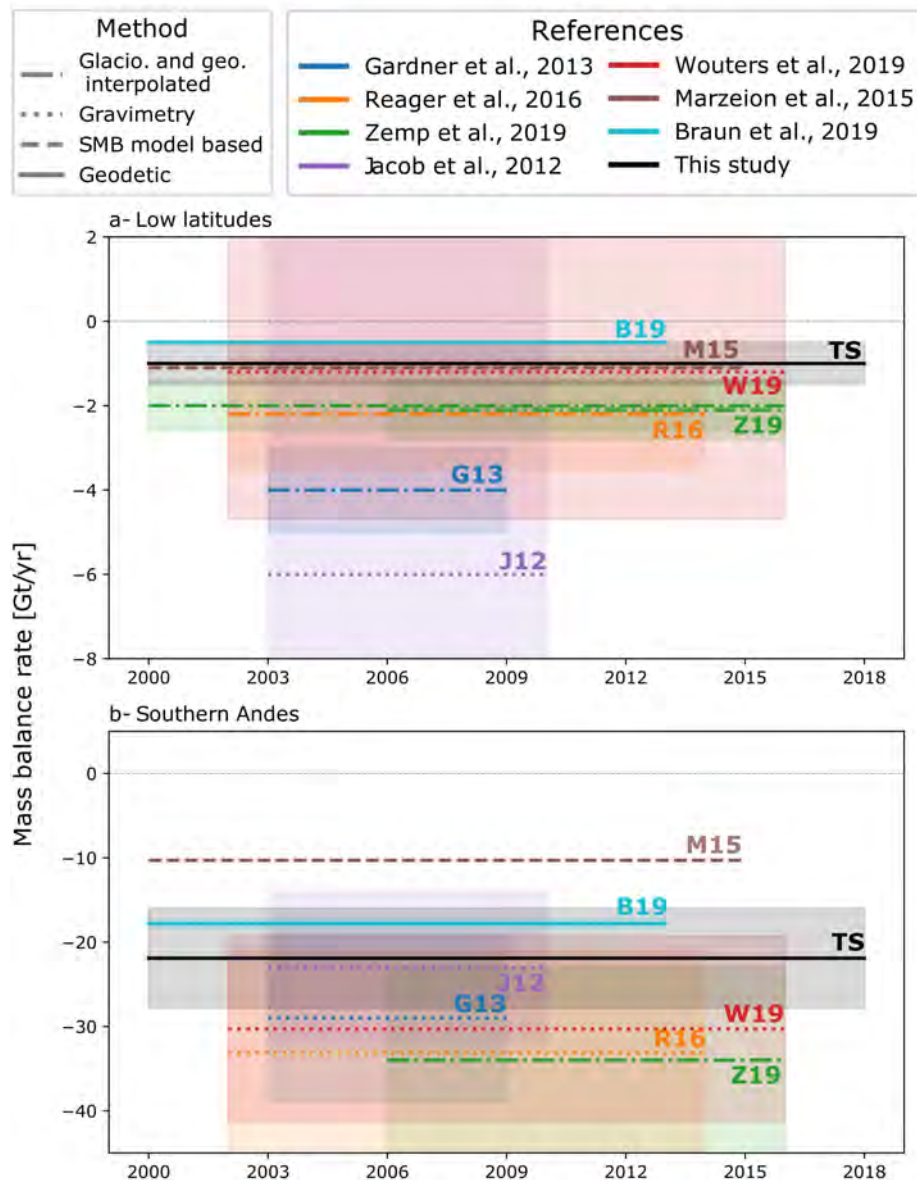 Method
Glacio. and geo.
interpolated
Gravimetry
SMB model based
Geodetic
References
Gardner et al., 2013
Reager et al., 2016
Zemp et al., 2019
Jacob et al., 2012
Wouters et al., 2019
Marzeion et al., 2015
Braun et al., 2019
This study
Mass balance rate [Gt/yr]
a- Low latitudes
2
0
−2
−4
−6
−8
B19
M15
TS
W19
Z19
R16
G13
J12
2000 2003 2006 2009 2012 2015 2018
b- Southern Andes
0
−10
−20
−30
−40
M15
B19
TS
J12
G13
W19
R16
Z19
2000 2003 2006 2009 2012 2015 2018